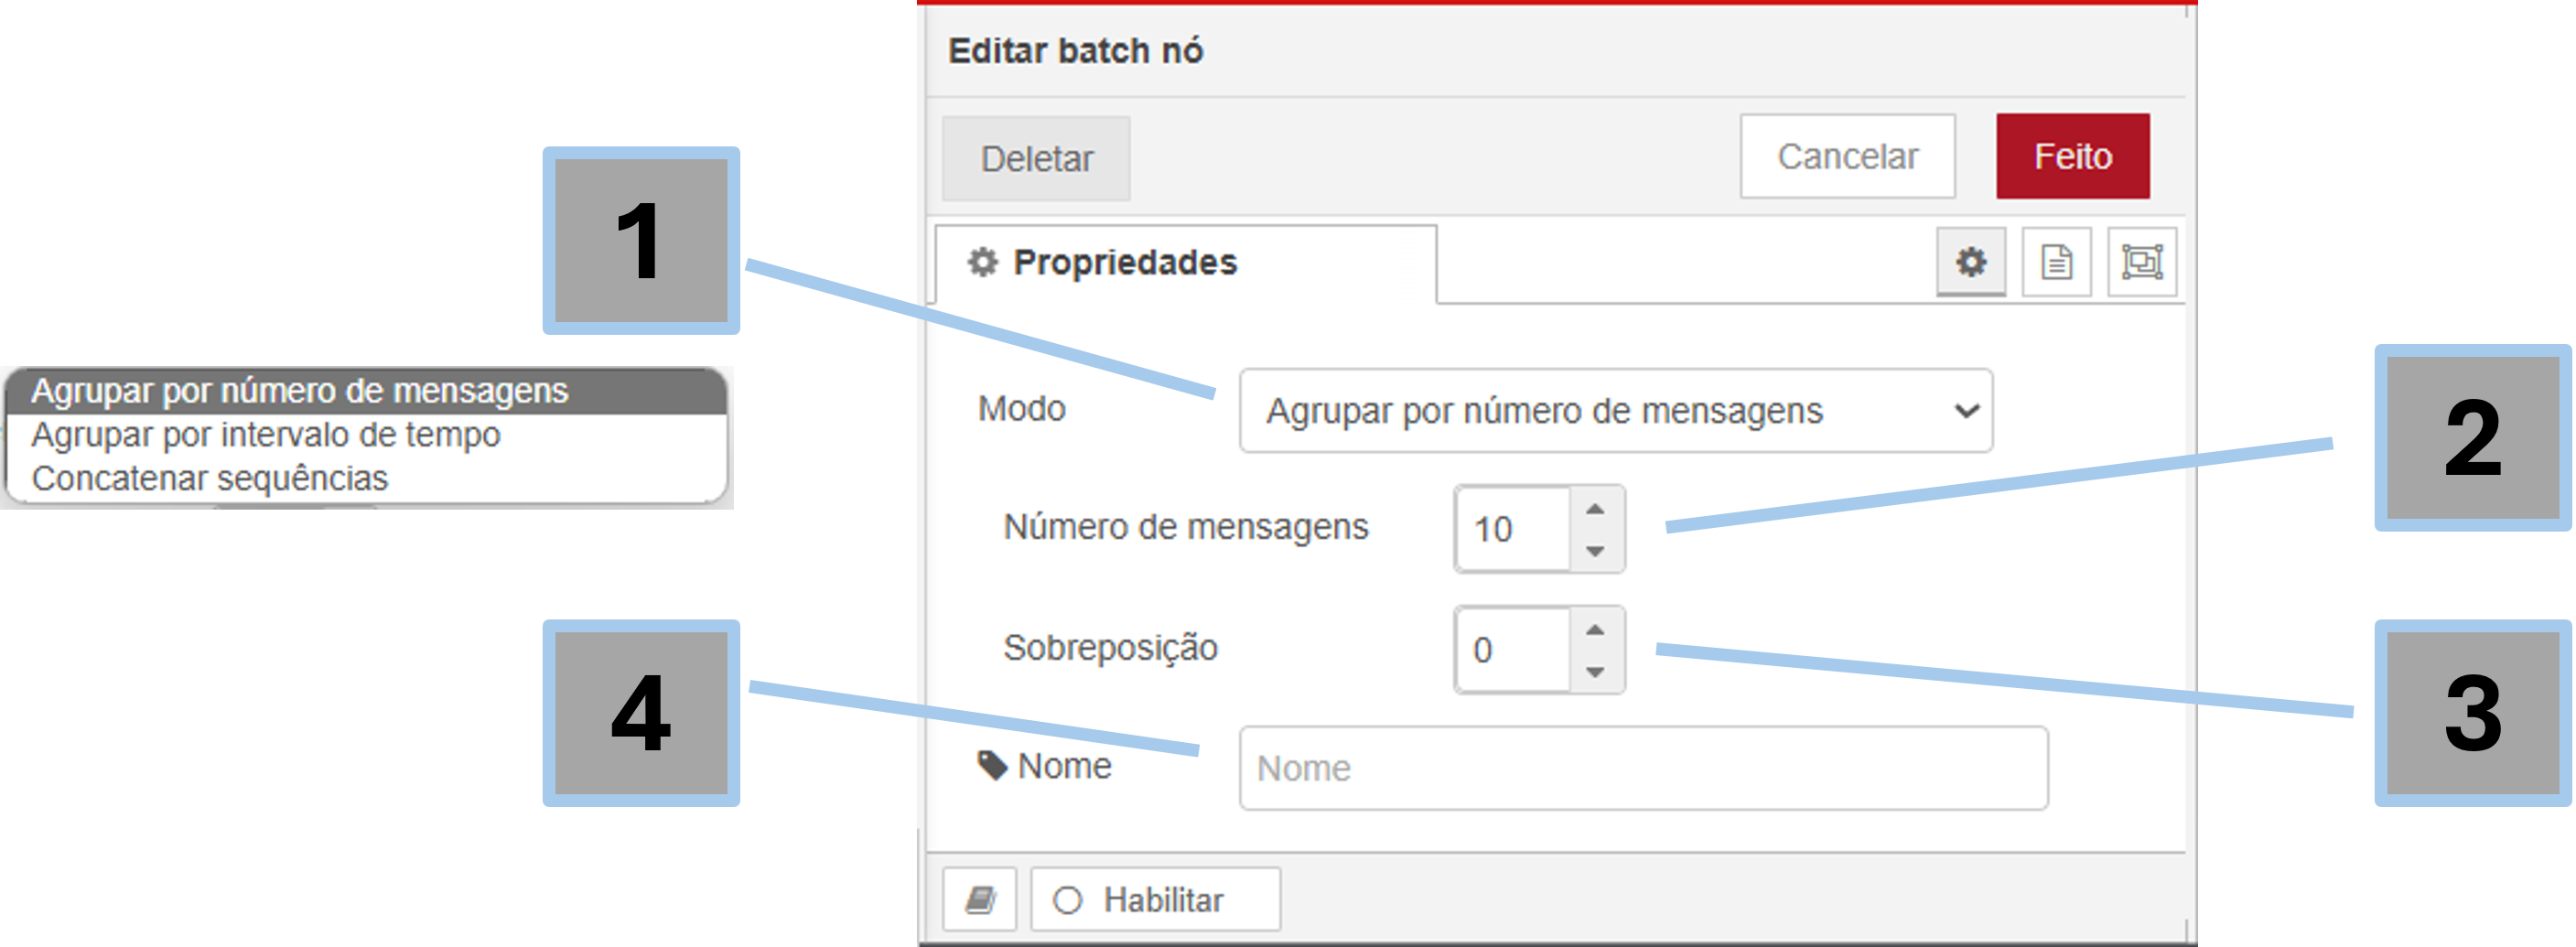 Editar batch nó
Deletar
Cancelar
Feito
1
Propriedades
Agrupar por número de mensagens
Agrupar por intervalo de tempo
Concatenar sequências
Modo
Agrupar por número de mensagens
2
Número de mensagens
10
Sobreposição
0
3
4
Nome
Nome
Habilitar